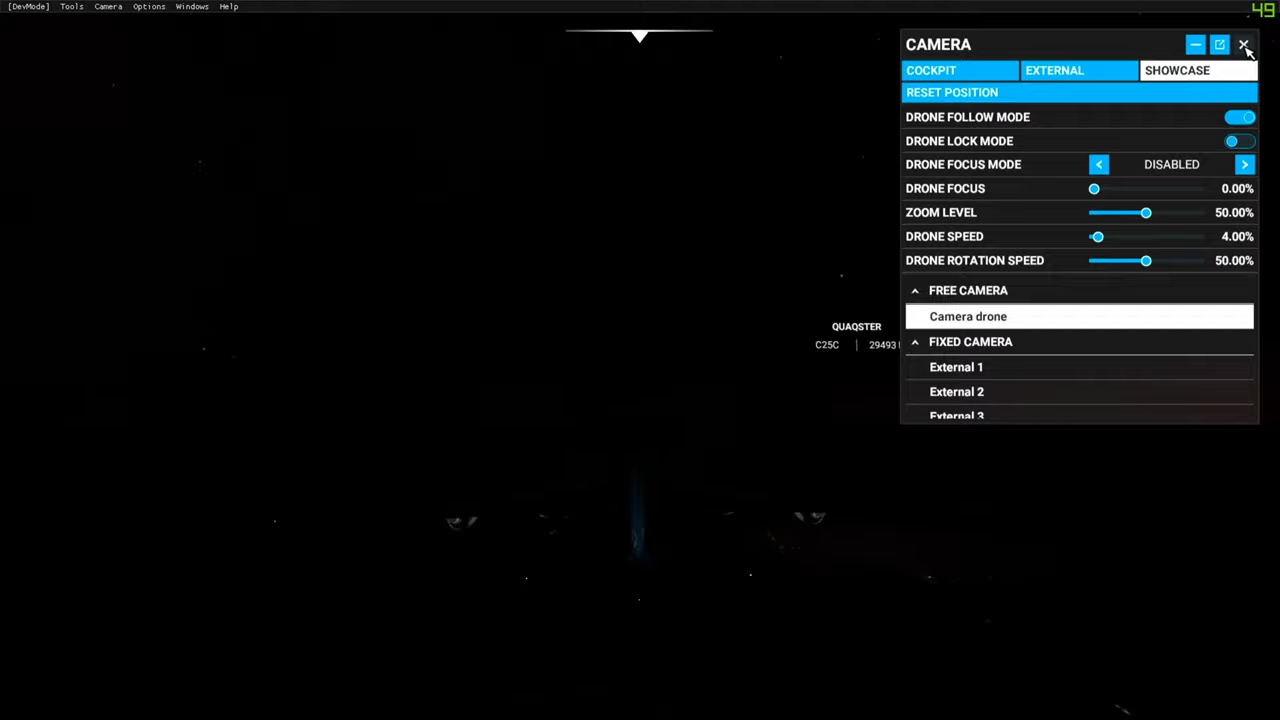 [DevMode] Tools Camera Options Windows Help
49
CAMERA
COCKPIT EXTERNAL SHOWCASE
RESET POSITION
DRONE FOLLOW MODE
DRONE LOCK MODE
DRONE FOCUS MODE < DISABLED >
DRONE FOCUS 0.00%
ZOOM LEVEL 50.00%
DRONE SPEED 4.00%
DRONE ROTATION SPEED 50.00%
FREE CAMERA
Camera drone
QUAQSTER
C25C | 29493
FIXED CAMERA
External 1
External 2
External 3